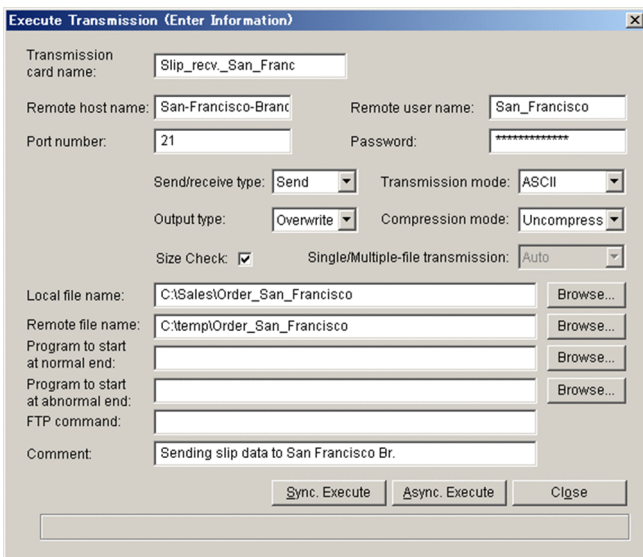 Execute Transmission (Enter Information)
Transmission
card name:
Slip_recv._San_Franc
Remote host name: San-Francisco-Branc Remote user name: San_Francisco
Port number: 21 Password: *************
Send/receive type: Send Transmission mode: ASCII
Output type: Overwrite Compression mode: Uncompress
Size Check: Single/Multiple-file transmission: Auto
Local file name: C:\Sales\Order_San_Francisco Browse...
Remote file name: C:\temp\Order_San_Francisco Browse...
Program to start
at normal end:
Browse...
Program to start
at abnormal end:
Browse...
FTP command:
Comment: Sending slip data to San Francisco Br.
Sync. Execute Async. Execute Close